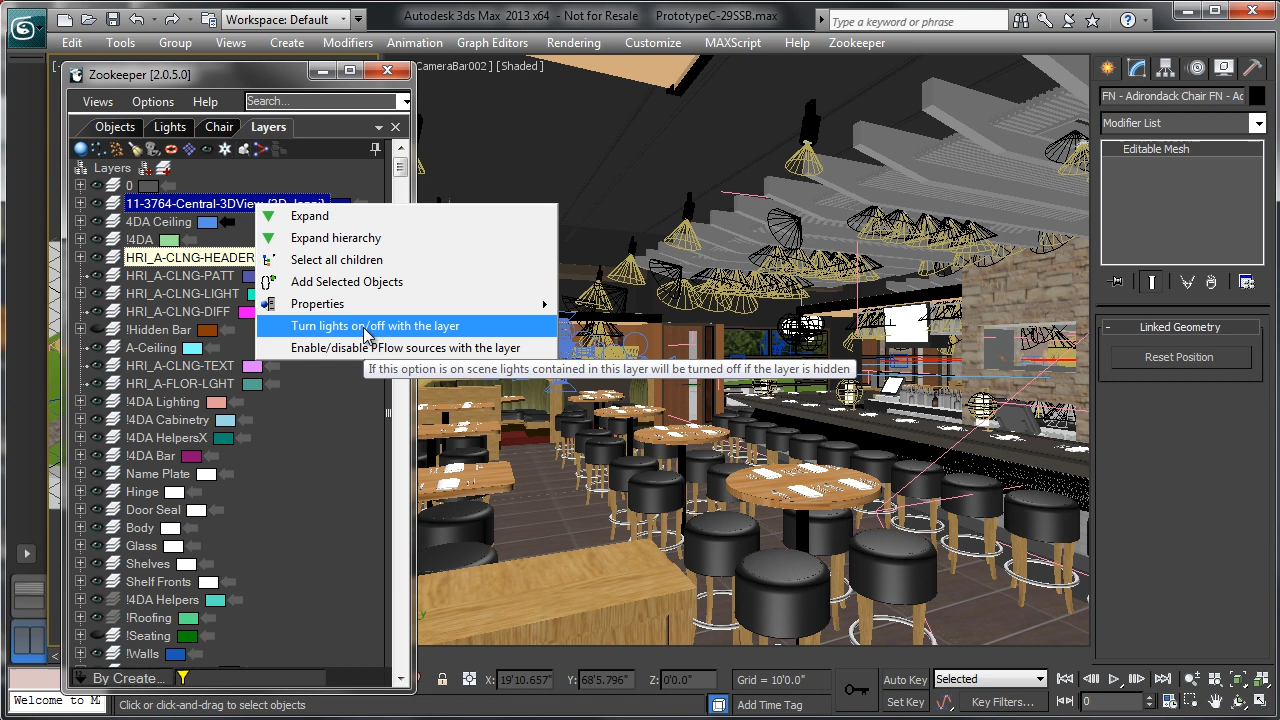 Workspace: Default
Autodesk 3ds Max 2013 x64 - Not for Resale PrototypeC-29SSB.max
Type a keyword or phrase
Edit Tools Group Views Create Modifiers Animation Graph Editors Rendering Customize MAXScript Help Zookeeper
CameraBar002 ] [Shaded ]
Zookeeper [2.0.5.0]
Views Options Help Search...
Objects Lights Chair Layers
Layers
0
11-3764-Central-3DView
4DA Ceiling
!4DA
HRI_A-CLNG-HEADER
HRI_A-CLNG-PATT
HRI_A-CLNG-LIGHT
HRI_A-CLNG-DIFF
!Hidden Bar
A-Ceiling
HRI_A-CLNG-TEXT
HRI_A-FLOR-LGHT
!4DA Lighting
!4DA Cabinetry
!4DA HelpersX
!4DA Bar
Name Plate
Hinge
Door Seal
Body
Glass
Shelves
Shelf Fronts
!4DA Helpers
!Roofing
!Seating
!Walls
By Create...
Expand
Expand hierarchy
Select all children
Add Selected Objects
Properties
Turn lights on/off with the layer
Enable/disable PFlow sources with the layer
If this option is on scene lights contained in this layer will be turned off if the layer is hidden
FN - Adirondack Chair FN - Ad
Modifier List
Editable Mesh
- Linked Geometry
Reset Position
X: 19'10.657" Y: 68'5.796" Z: 0'0.0" Grid = 10'0.0"
Auto Key Selected
Welcome to M
Click or click-and-drag to select objects
Add Time Tag
Set Key Key Filters... 0